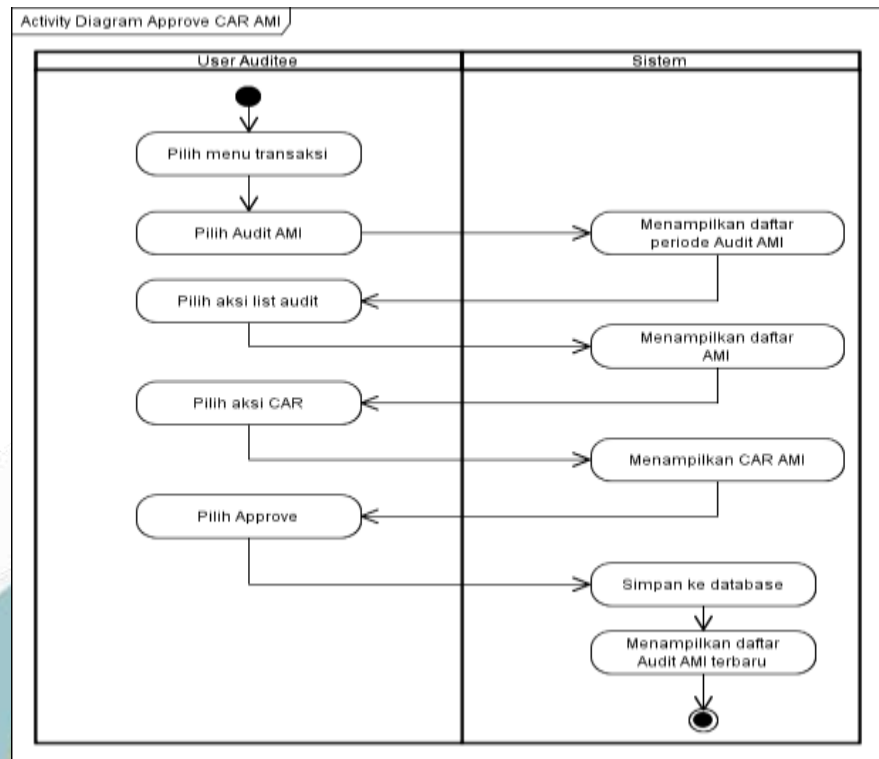 Activity Diagram Approve CAR AMI
User Auditee
Sistem
Pilih menu transaksi
Pilih Audit AMI
Menampilkan daftar
periode Audit AMI
Pilih aksi list audit
Menampilkan daftar
AMI
Pilih aksi CAR
Menampilkan CAR AMI
Pilih Approve
Simpan ke database
Menampilkan daftar
Audit AMI terbaru